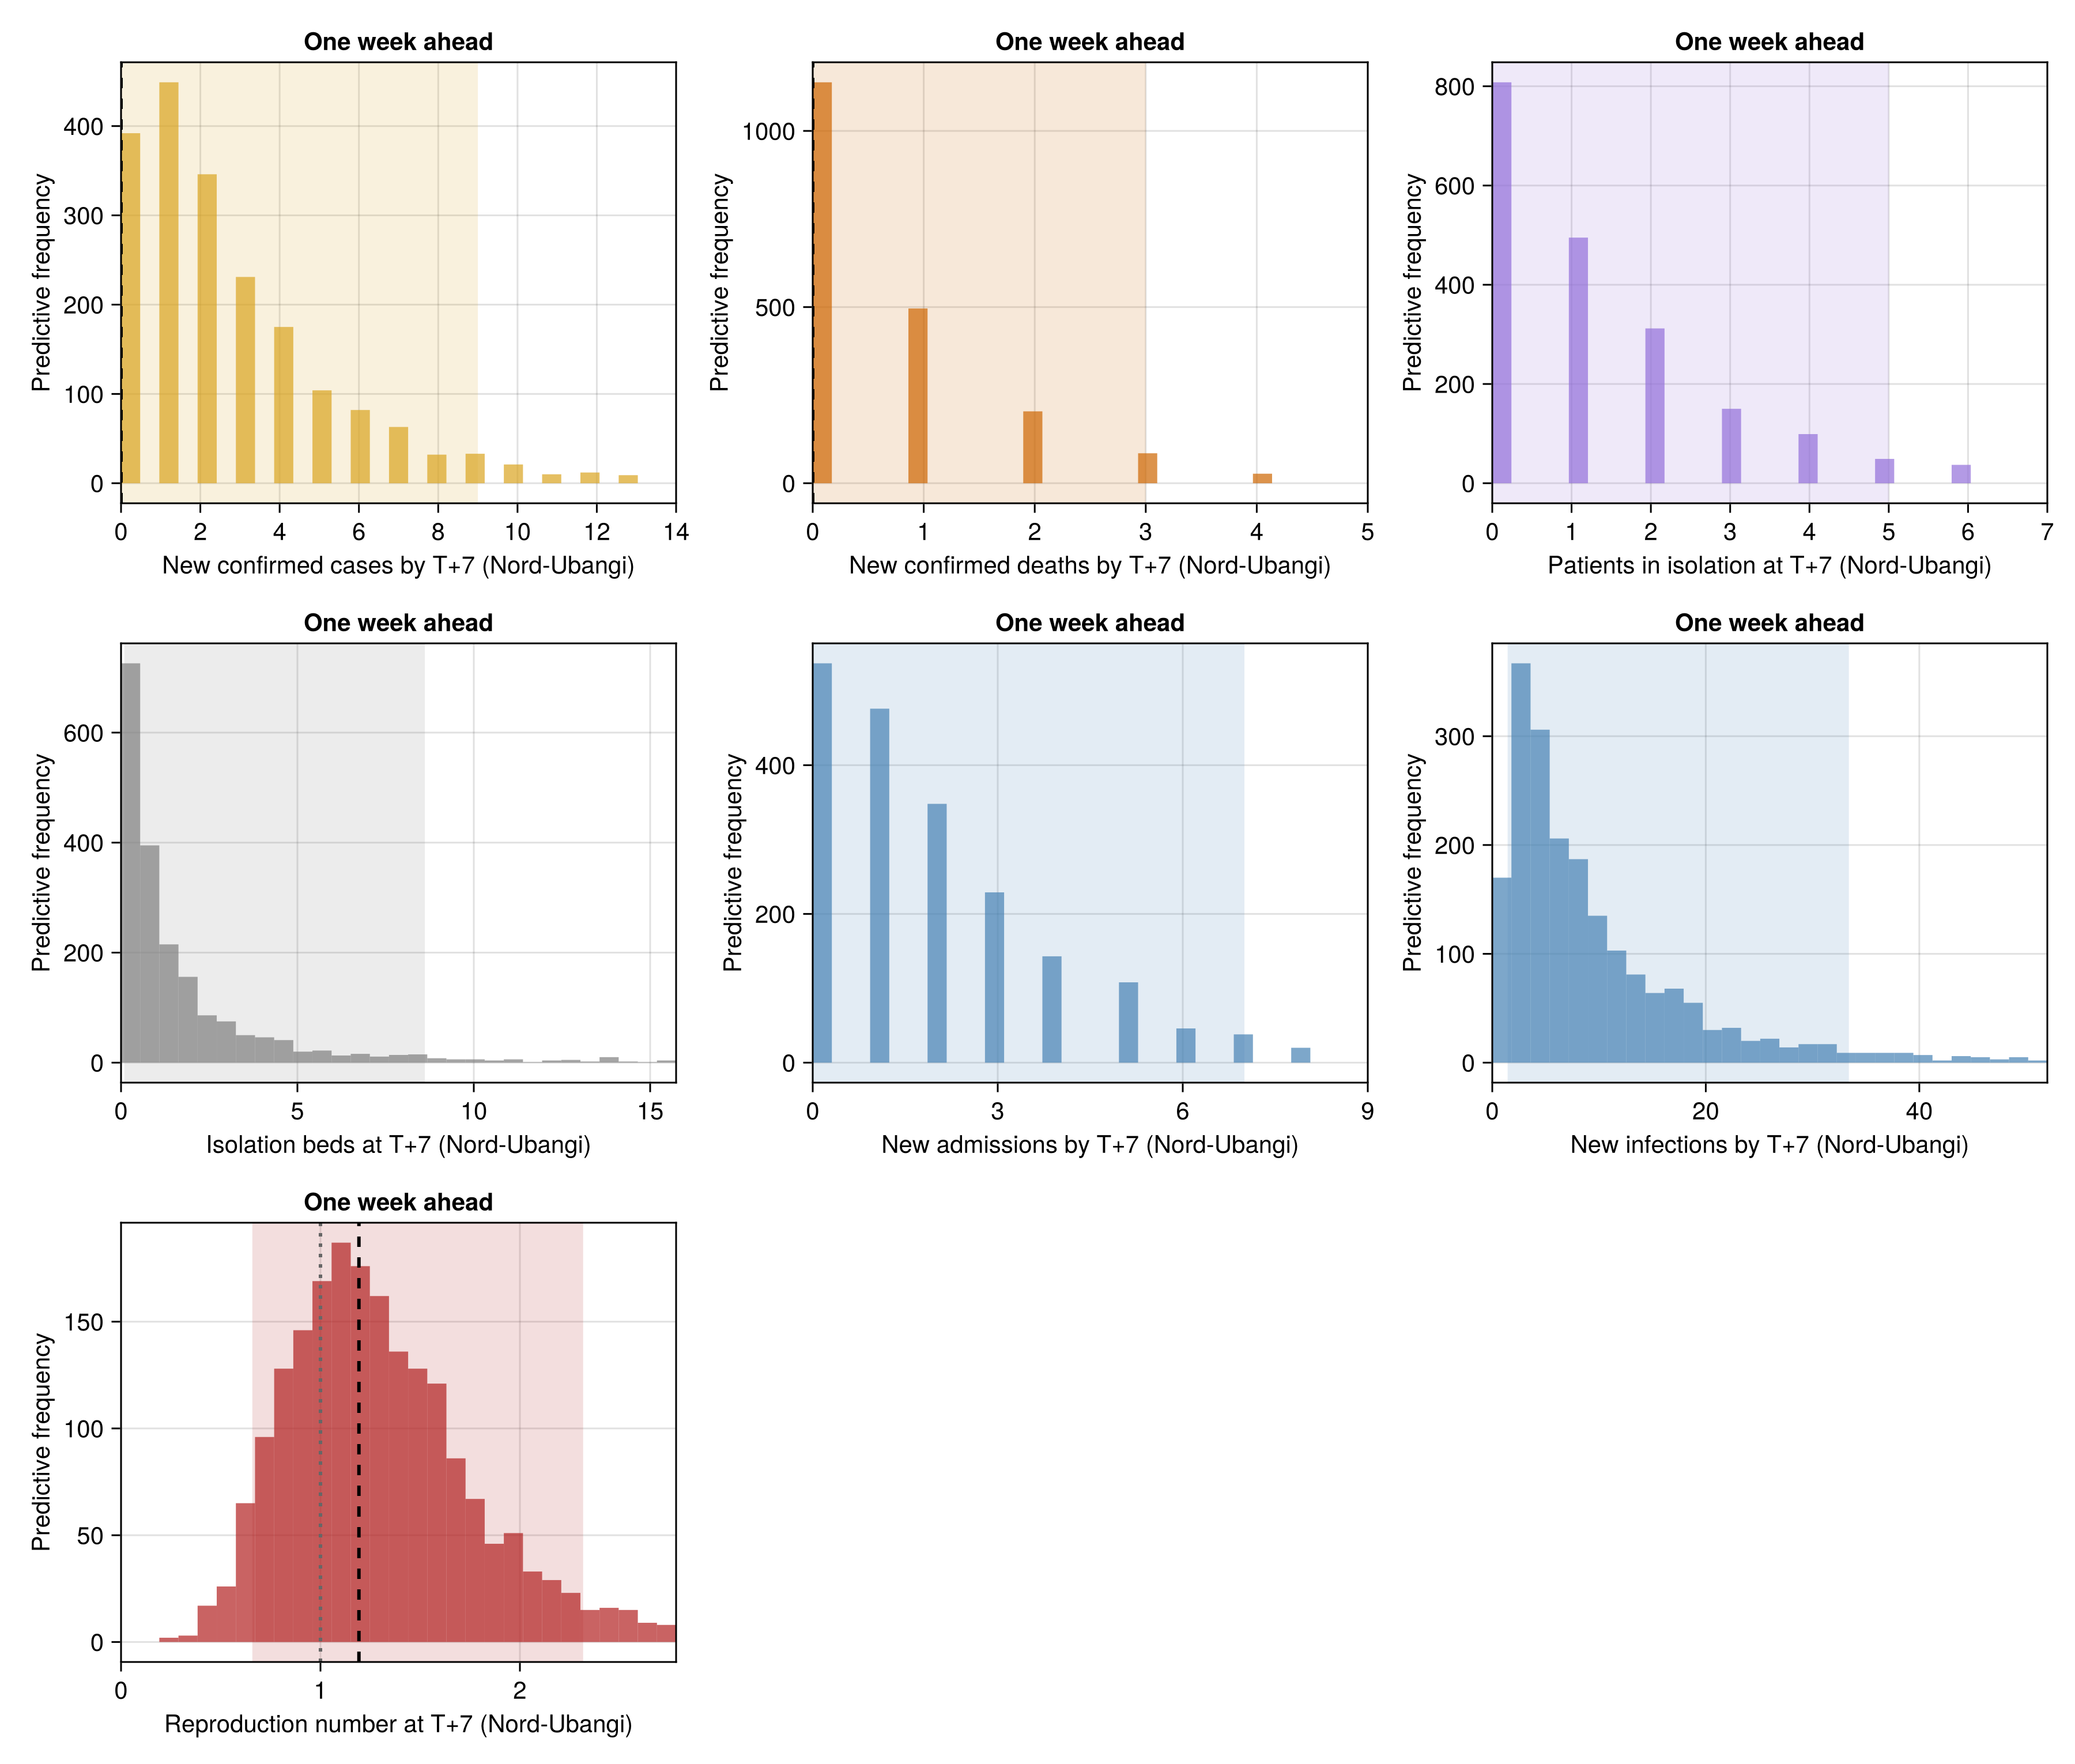 One week ahead
One week ahead
One week ahead
Predictive frequency
400
300
200
100
0
0 2 4 6 8 10 12 14
New confirmed cases by T+7 (Nord-Ubangi)
Predictive frequency
1000
500
0
0 1 2 3 4 5
New confirmed deaths by T+7 (Nord-Ubangi)
Predictive frequency
800
600
400
200
0
0 1 2 3 4 5 6 7
Patients in isolation at T+7 (Nord-Ubangi)
One week ahead
One week ahead
One week ahead
Predictive frequency
600
400
200
0
0 5 10 15
Isolation beds at T+7 (Nord-Ubangi)
Predictive frequency
400
200
0
0 3 6 9
New admissions by T+7 (Nord-Ubangi)
Predictive frequency
300
200
100
0
0 20 40
New infections by T+7 (Nord-Ubangi)
One week ahead
Predictive frequency
150
100
50
0
0 1 2
Reproduction number at T+7 (Nord-Ubangi)